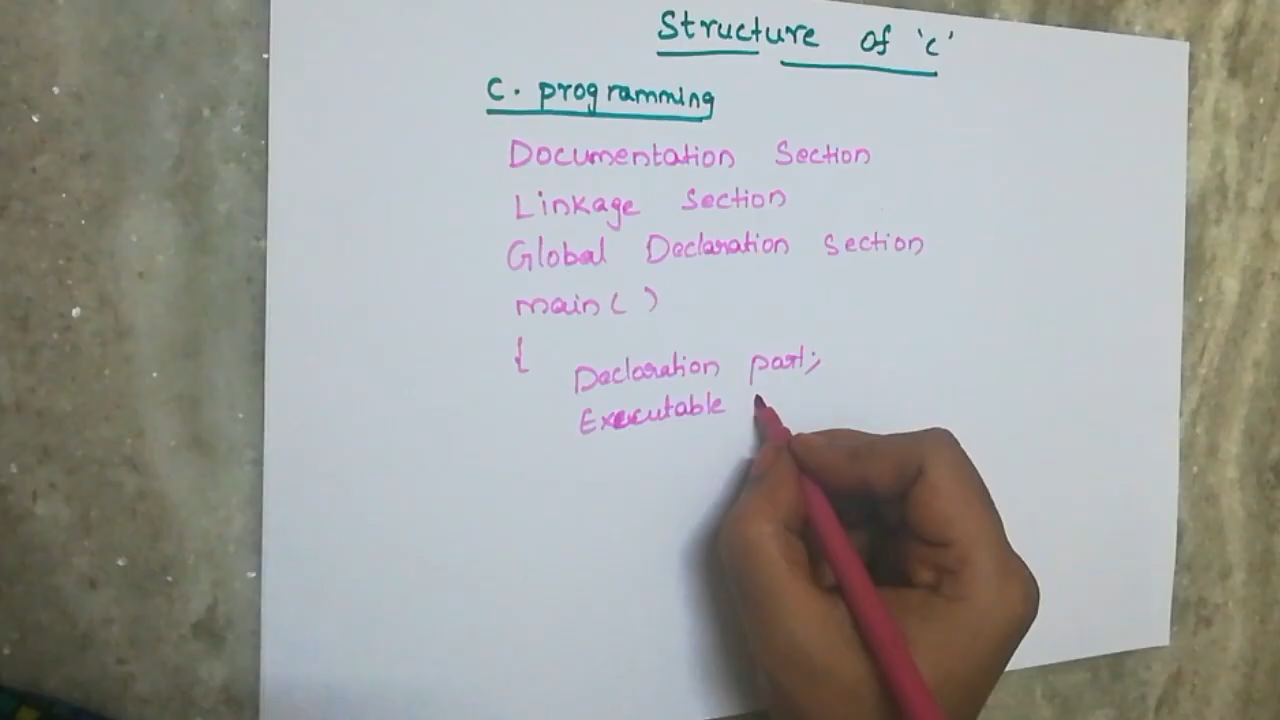 Structure of 'c'
C. programming
Documentation Section
Linkage Section
Global Declaration Section
main( )
{
Declaration part;
Executable